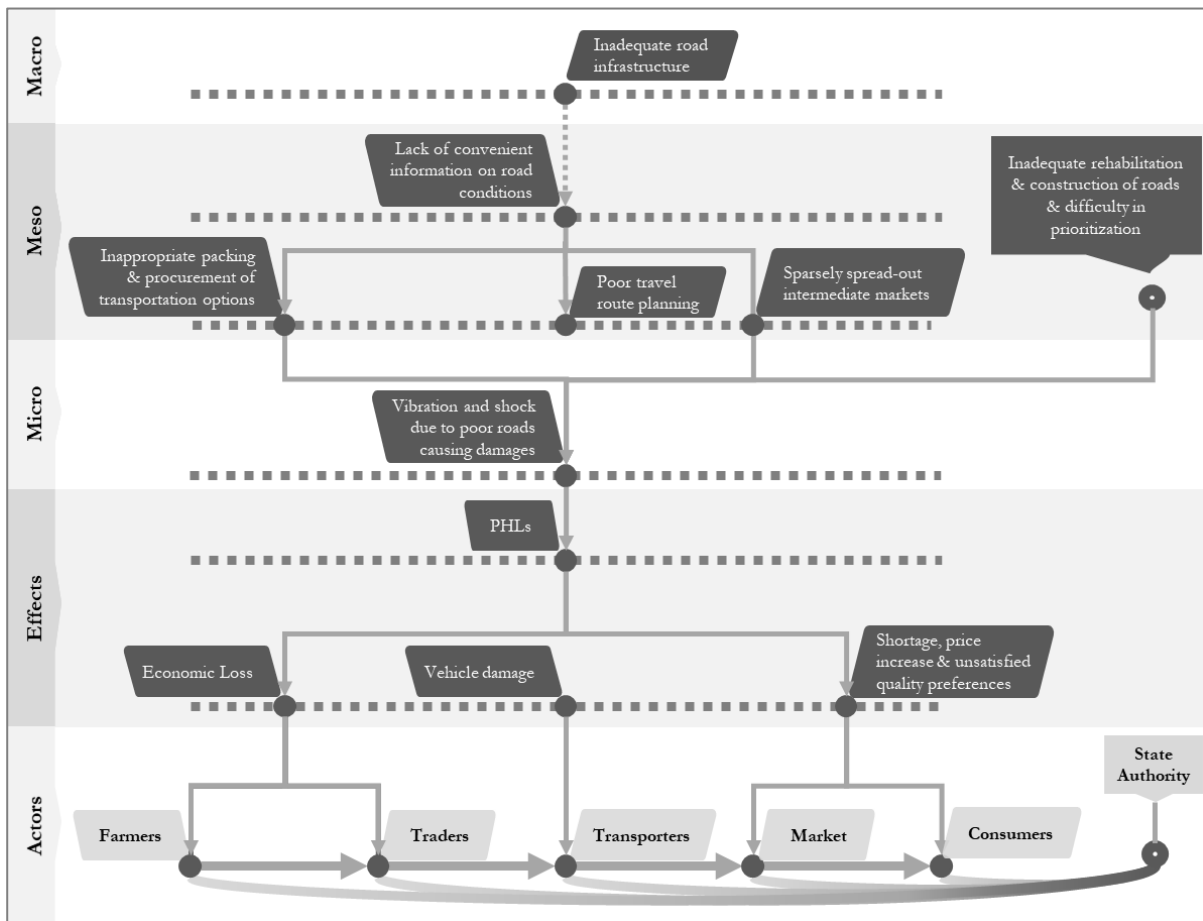 Macro
Inadequate road
infrastructure
Meso
Lack of convenient
information on road
conditions
Inadequate rehabilitation
& construction of roads
& difficulty in
prioritization
Inappropriate packing
& procurement of
transportation options
Poor travel
route planning
Sparsely spread-out
intermediate markets
Micro
Vibration and shock
due to poor roads
causing damages
Effects
PHLs
Economic Loss
Vehicle damage
Shortage, price
increase & unsatisfied
quality preferences
Actors
State
Authority
Farmers
Traders
Transporters
Market
Consumers